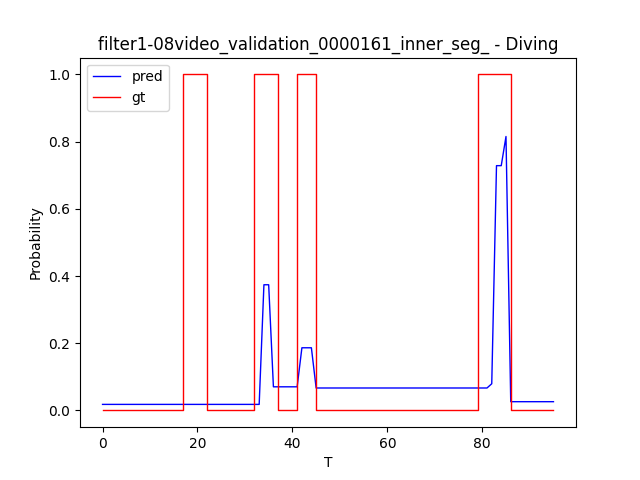 filter1-08video_validation_0000161_inner_seg_ - Diving
pred
gt
1.0
0.8
0.6
0.4
0.2
0.0
Probability
0
20
40
60
80
T